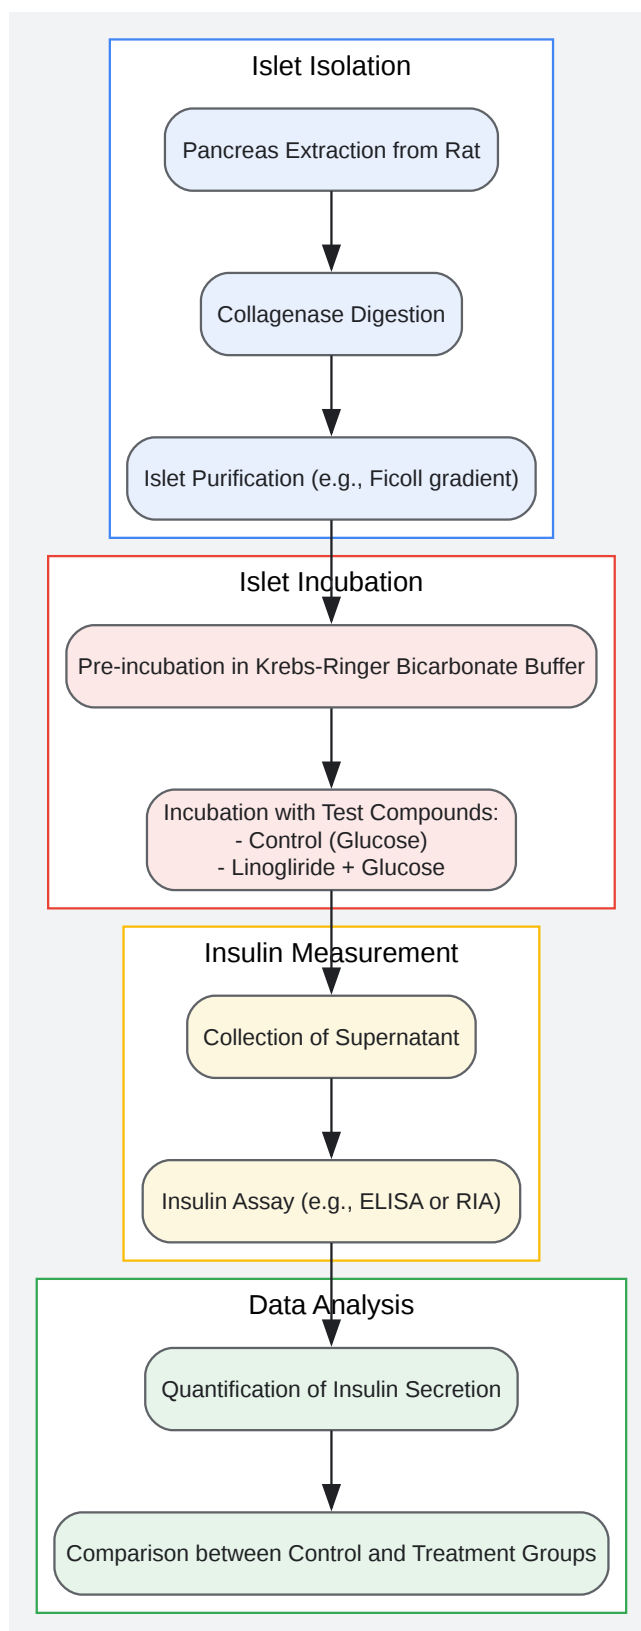 Islet Isolation
Pancreas Extraction from Rat
Collagenase Digestion
Islet Purification (e.g., Ficoll gradient)
Islet Incubation
Pre-incubation in Krebs-Ringer Bicarbonate Buffer
Incubation with Test Compounds:
- Control (Glucose)
- Linogliride + Glucose
Insulin Measurement
Collection of Supernatant
Insulin Assay (e.g., ELISA or RIA)
Data Analysis
Quantification of Insulin Secretion
Comparison between Control and Treatment Groups